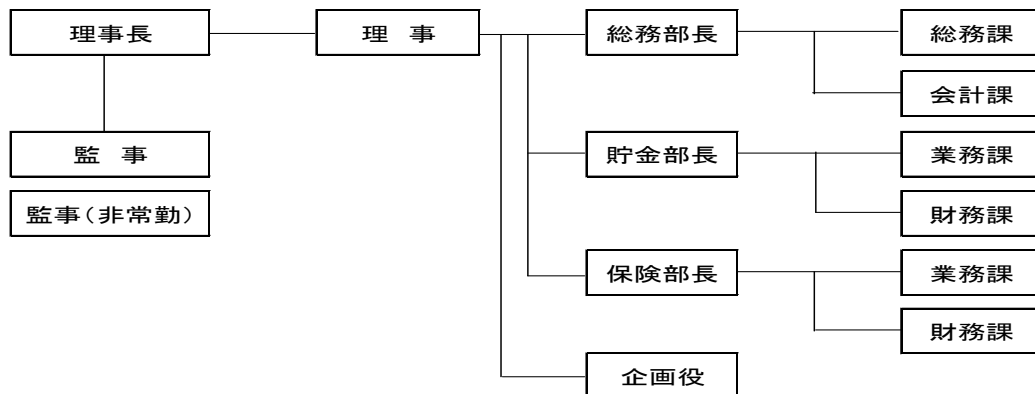 理事長
理 事
総務部長
総務課
会計課
監 事
貯金部長
業務課
監事(非常勤)
財務課
保険部長
業務課
財務課
企画役